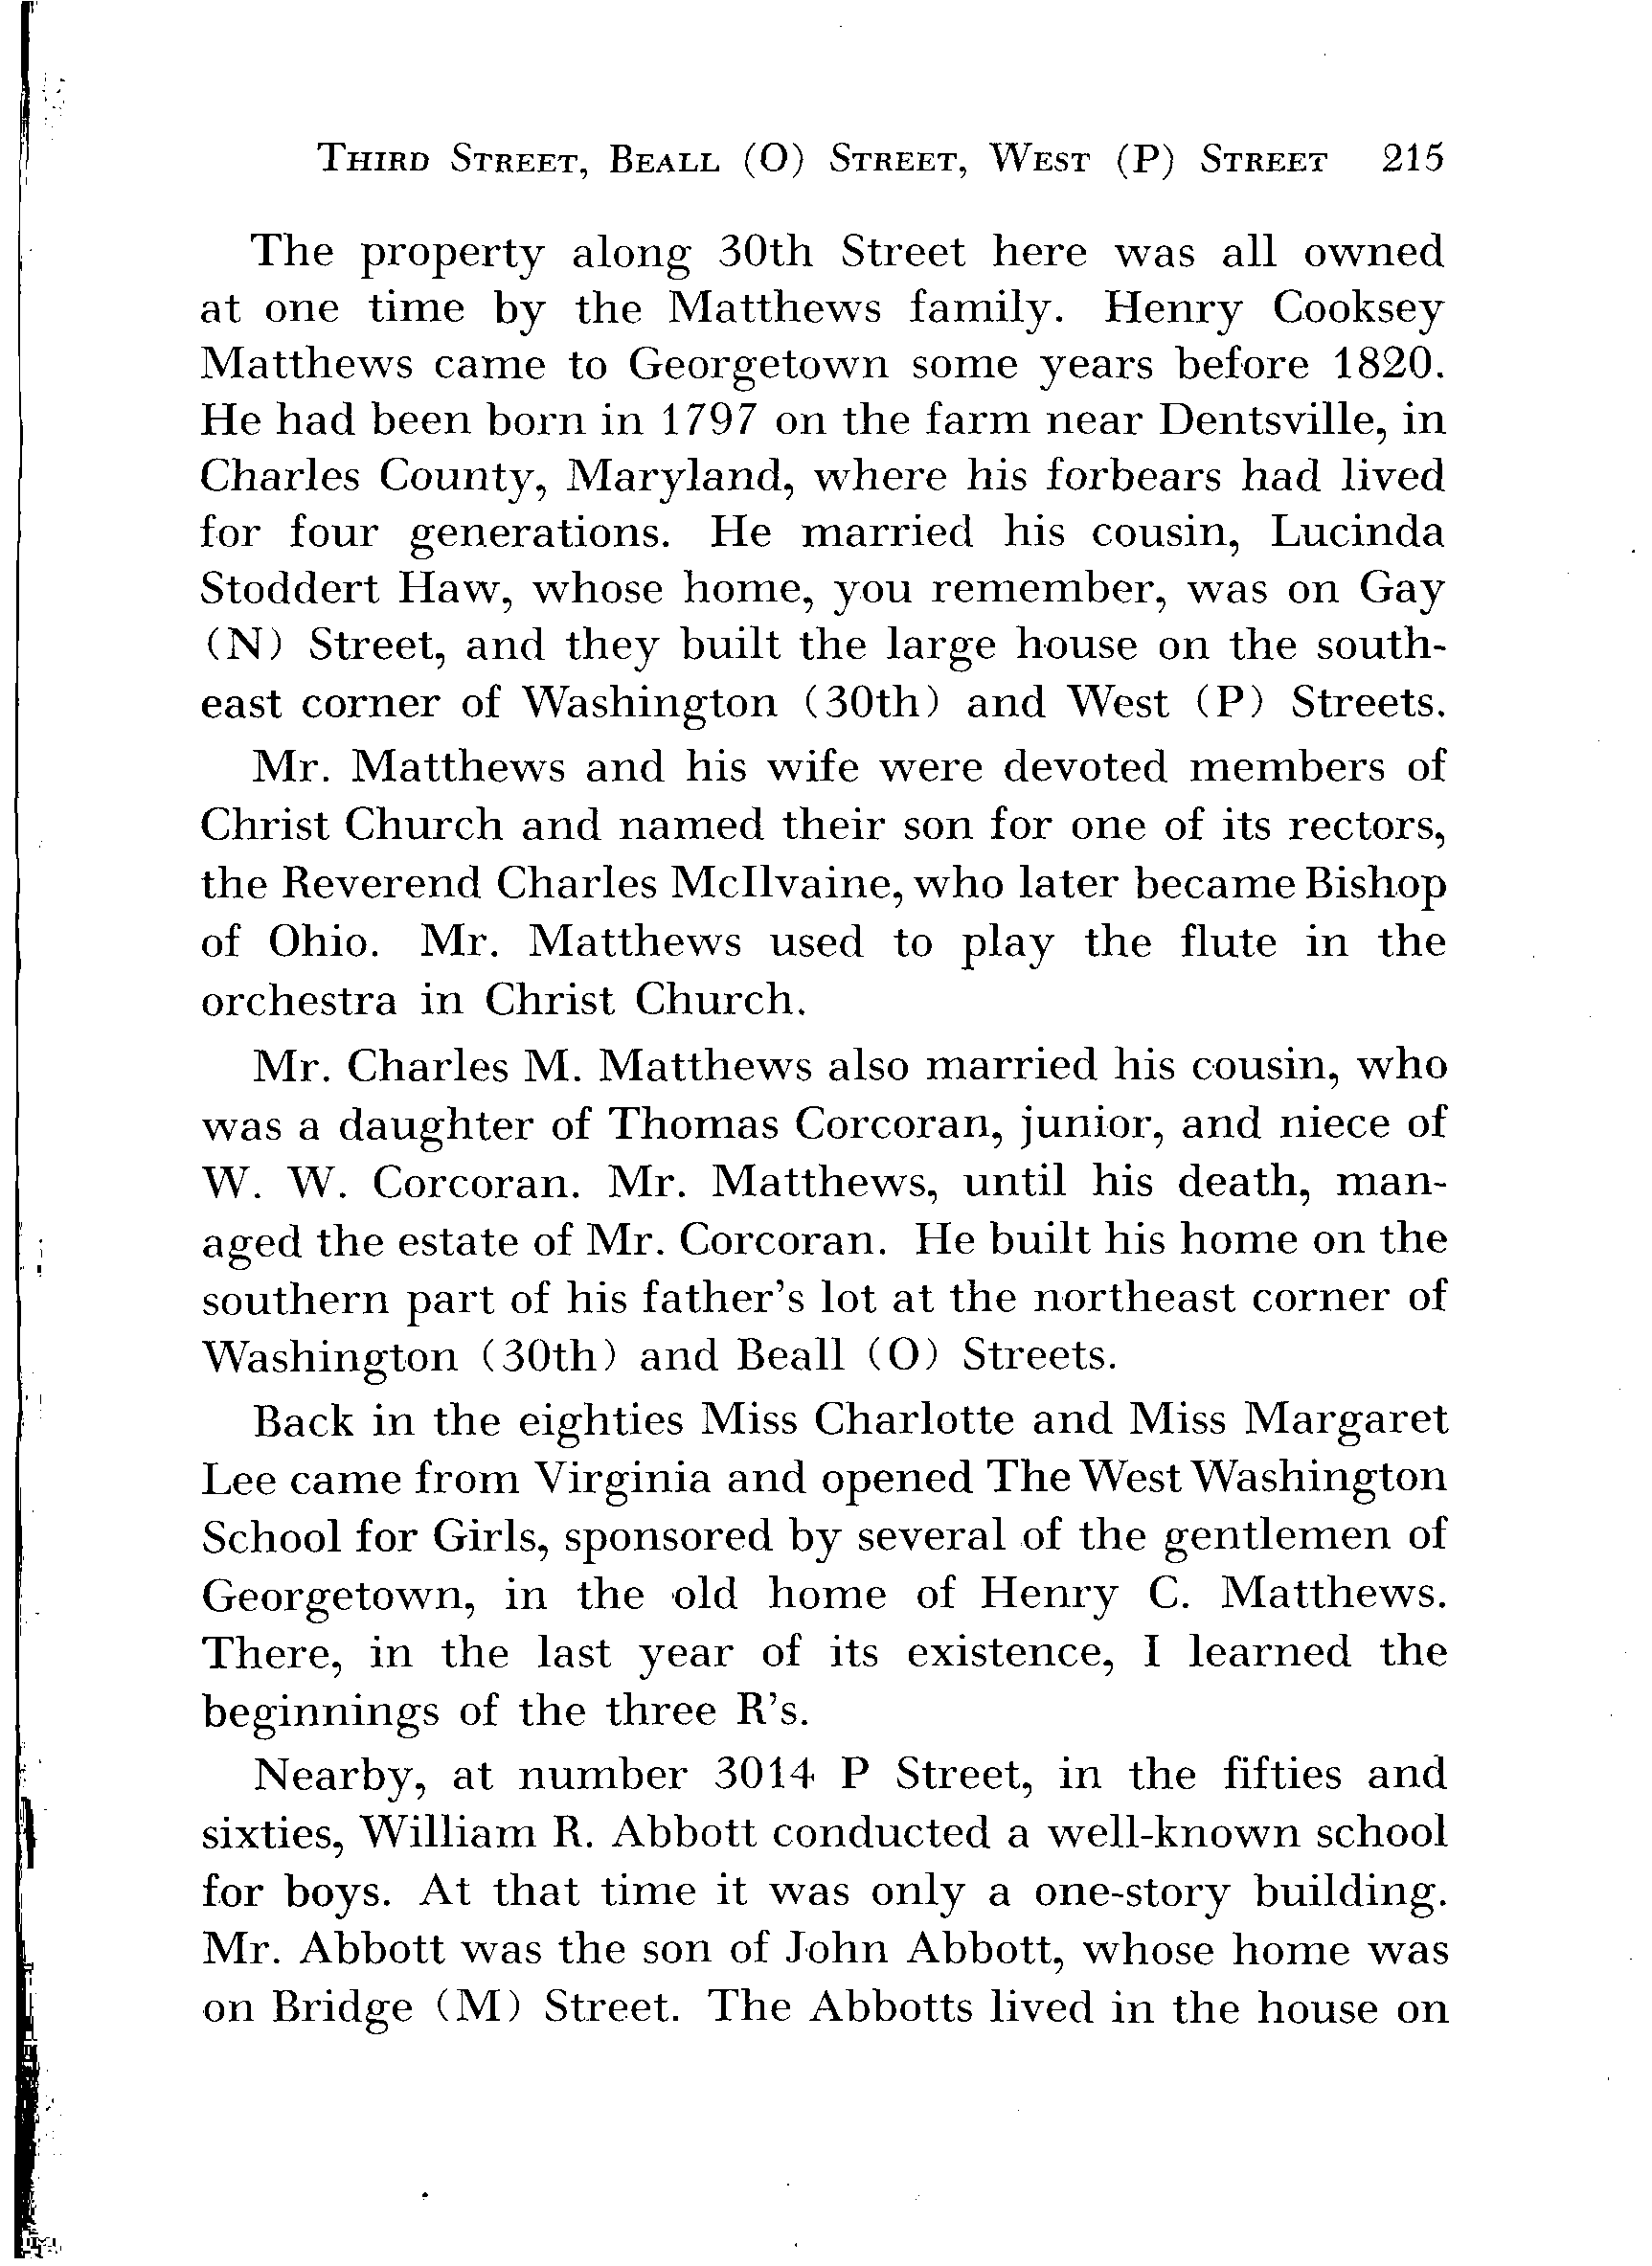 THIRD STREET, BEALL (O) STREET, WEST (P) STREET 215
The property along 30th Street here was all owned
at one time by the Matthews family. Henry Cooksey
Matthews came to Georgetown some years before 1820.
He had been born in 1797 on the farm near Dentsville, in
Charles County, Maryland, where his forbears had lived
for four generations. He married his cousin, Lucinda
Stoddert Haw, whose home, you remember, was on Gay
(N) Street, and they built the large house on the south-
east corner of Washington (30th) and West (P) Streets.
Mr. Matthews and his wife were devoted members of
Christ Church and named their son for one of its rectors,
the Reverend Charles McIlvaine, who later became Bishop
of Ohio. Mr. Matthews used to play the flute in the
orchestra in Christ Church.
Mr. Charles M. Matthews also married his cousin, who
was a daughter of Thomas Corcoran, junior, and niece of
W. W. Corcoran. Mr. Matthews, until his death, man-
aged the estate of Mr. Corcoran. He built his home on the
southern part of his father's lot at the northeast corner of
Washington (30th) and Beall (O) Streets.
Back in the eighties Miss Charlotte and Miss Margaret
Lee came from Virginia and opened The West Washington
School for Girls, sponsored by several of the gentlemen of
Georgetown, in the old home of Henry C. Matthews.
There, in the last year of its existence, I learned the
beginnings of the three R's.
Nearby, at number 3014 P Street, in the fifties and
sixties, William R. Abbott conducted a well-known school
for boys. At that time it was only a one-story building.
Mr. Abbott was the son of John Abbott, whose home was
on Bridge (M) Street. The Abbotts lived in the house on